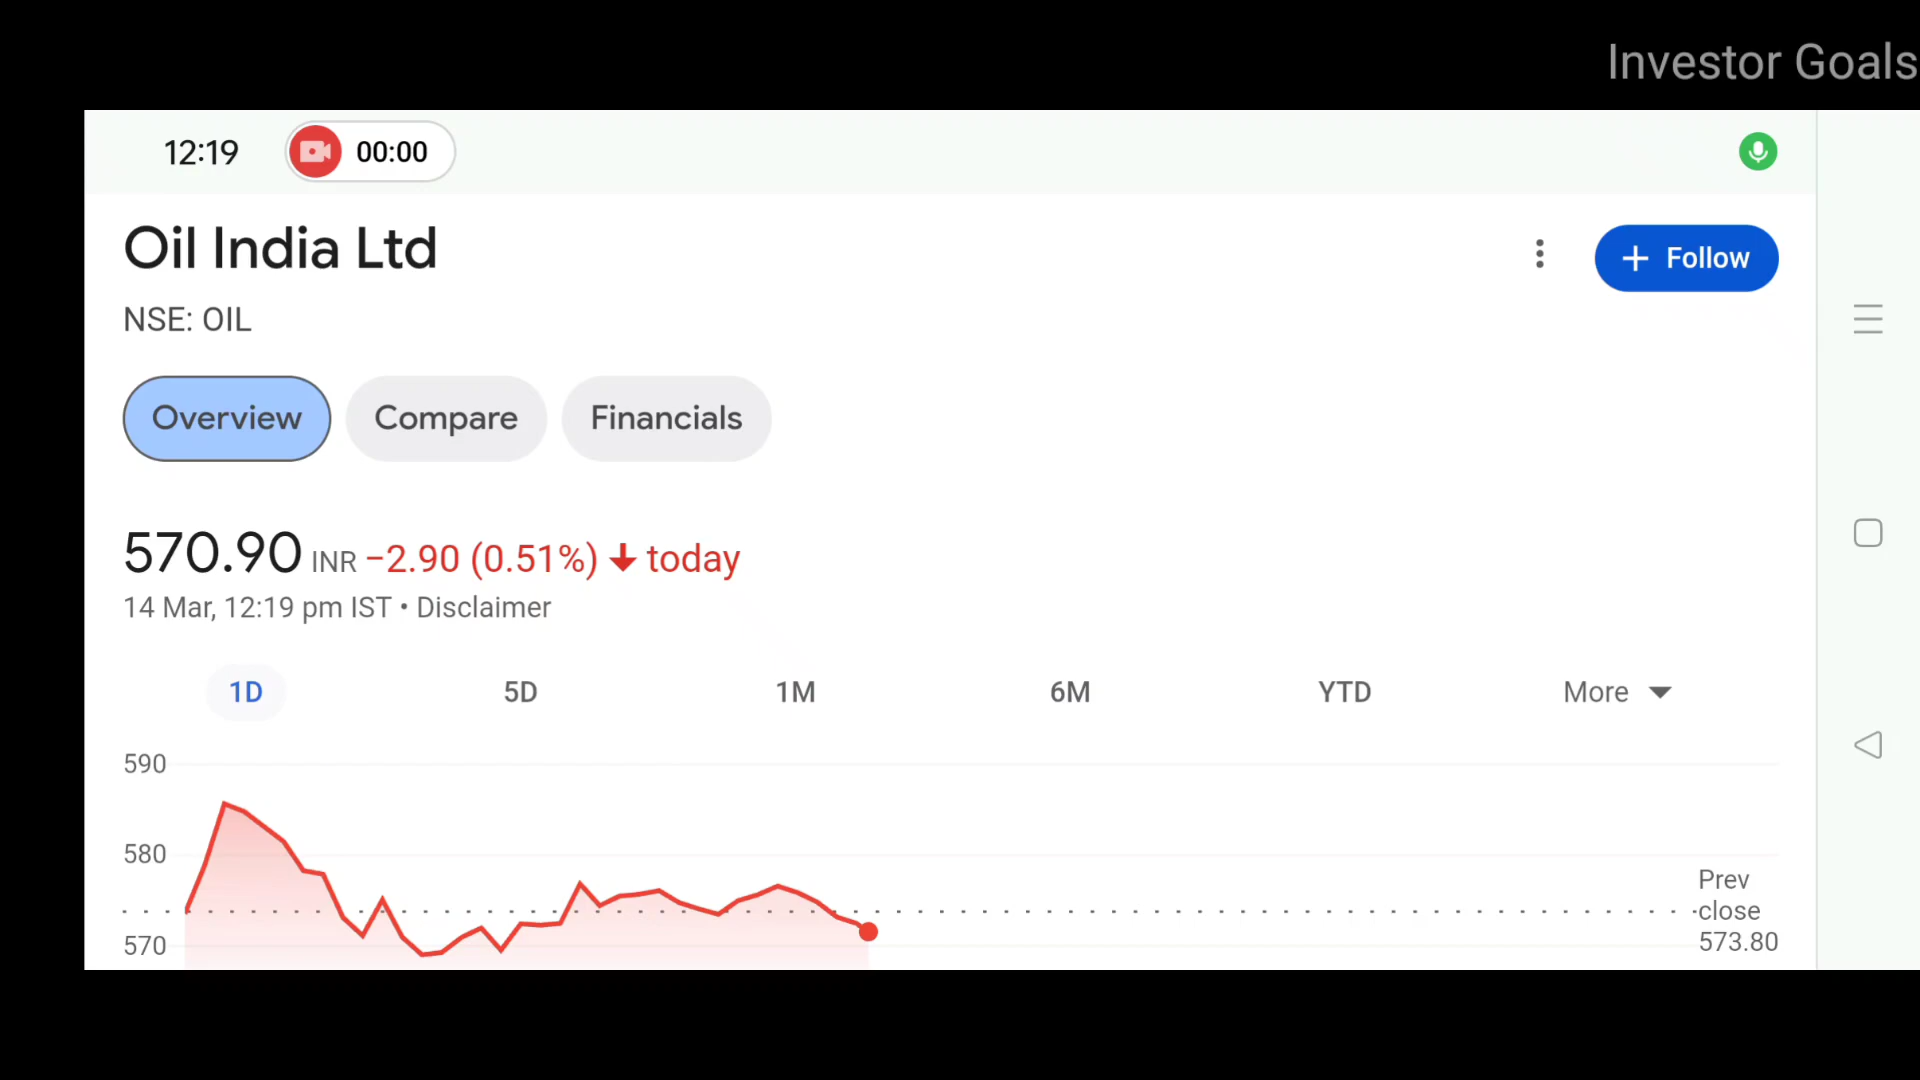 Investor Goals
12:19 00:00
Oil India Ltd
+ Follow
NSE: OIL
Overview Compare Financials
570.90 INR −2.90 (0.51%) ↓ today
14 Mar, 12:19 pm IST • Disclaimer
1D 5D 1M 6M YTD More
590
580
570
Prev
close
573.80